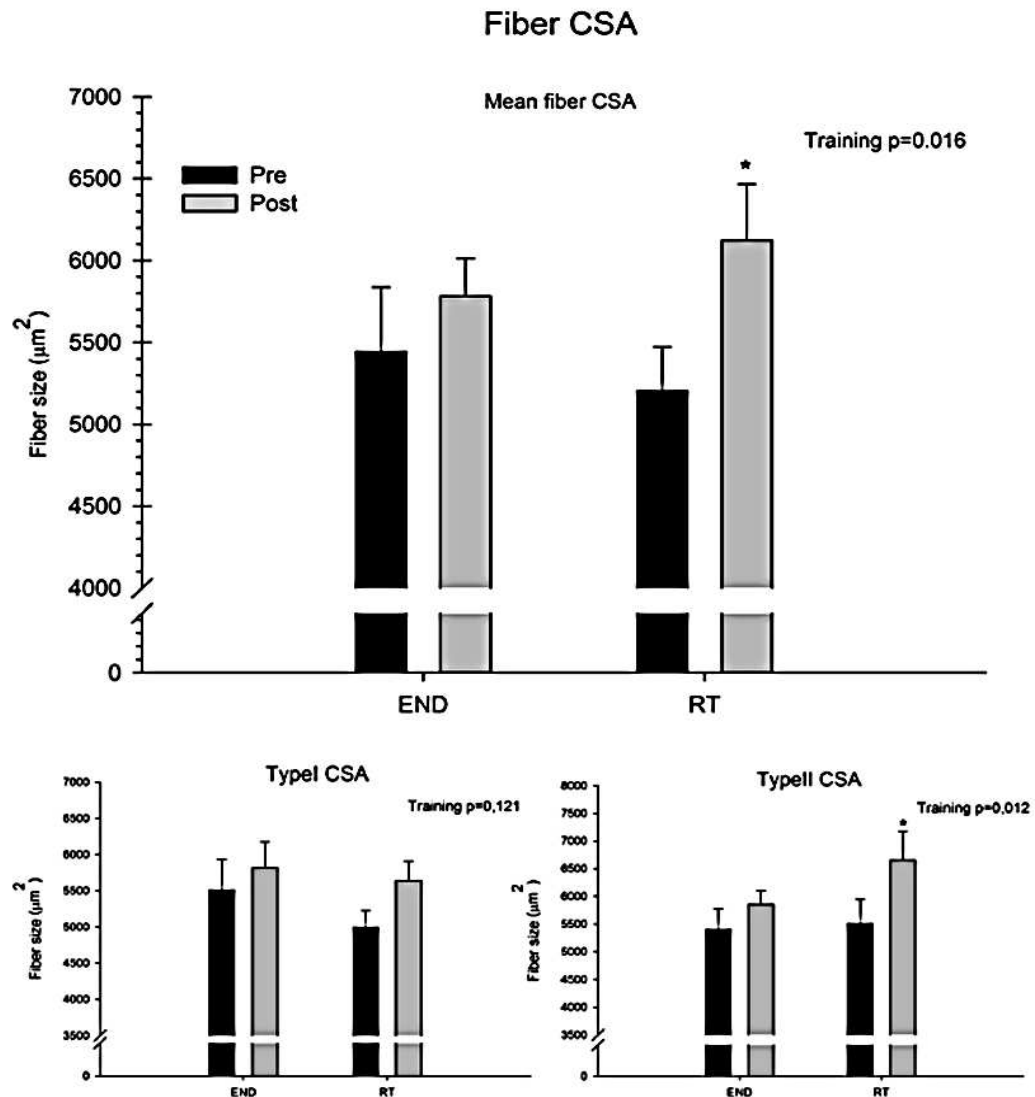 Fiber CSA
Mean fiber CSA
Training p=0.016
*
Pre
Post
Fiber size (µm²)
7000
6500
6000
5500
5000
4500
4000
0
END RT
TypeI CSA
Training p=0,121
Fiber size (µm²)
7000
6500
6000
5500
5000
4500
4000
3500
0
END RT
TypeII CSA
Training p=0,012
*
Fiber size (µm²)
8000
7500
7000
6500
6000
5500
5000
4500
4000
3500
0
END RT